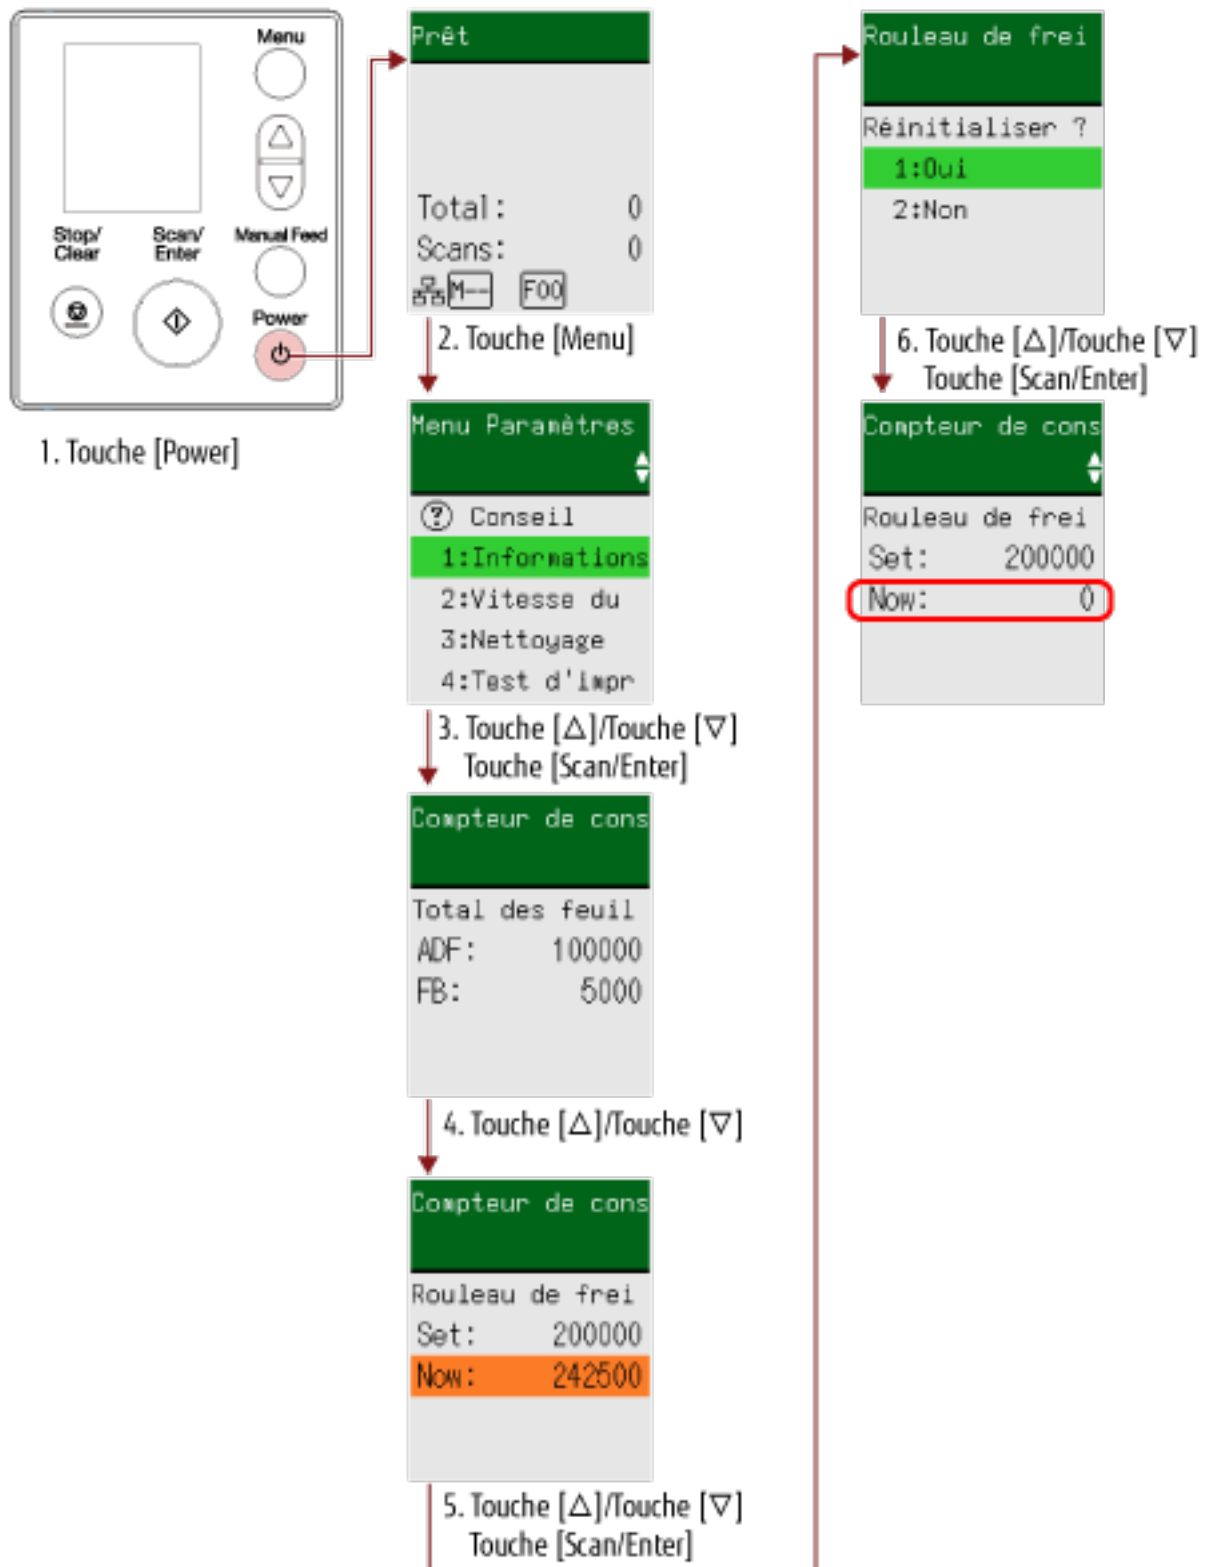 Menu
Stop/
Clear
Scan/
Enter
Manual Feed
Power
1. Touche [Power]
Prêt
Total: 0
Scans: 0
M-- F00
2. Touche [Menu]
Menu Paramètres
? Conseil
1:Informations
2:Vitesse du
3:Nettoyage
4:Test d'impr
3. Touche [△]/Touche [▽]
Touche [Scan/Enter]
Compteur de cons
Total des feuil
ADF: 100000
FB: 5000
4. Touche [△]/Touche [▽]
Compteur de cons
Rouleau de frei
Set: 200000
Now: 242500
5. Touche [△]/Touche [▽]
Touche [Scan/Enter]
Rouleau de frei
Réinitialiser ?
1:Oui
2:Non
6. Touche [△]/Touche [▽]
Touche [Scan/Enter]
Compteur de cons
Rouleau de frei
Set: 200000
Now: 0